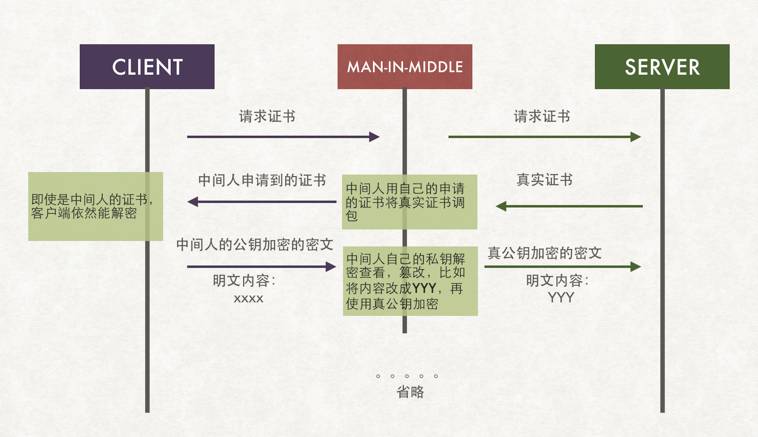 CLIENT
MAN-IN-MIDDLE
SERVER
请求证书
请求证书
中间人申请到的证书
真实证书
即使是中间人的证书,
客户端依然能解密
中间人用自己的申请
的证书将真实证书调
包
中间人的公钥加密的密文
真公钥加密的密文
明文内容:
xxxx
中间人自己的私钥解
密查看，篡改，比如
将内容改成YYY，再
使用真公钥加密
明文内容:
YYY
。。。。。
省略